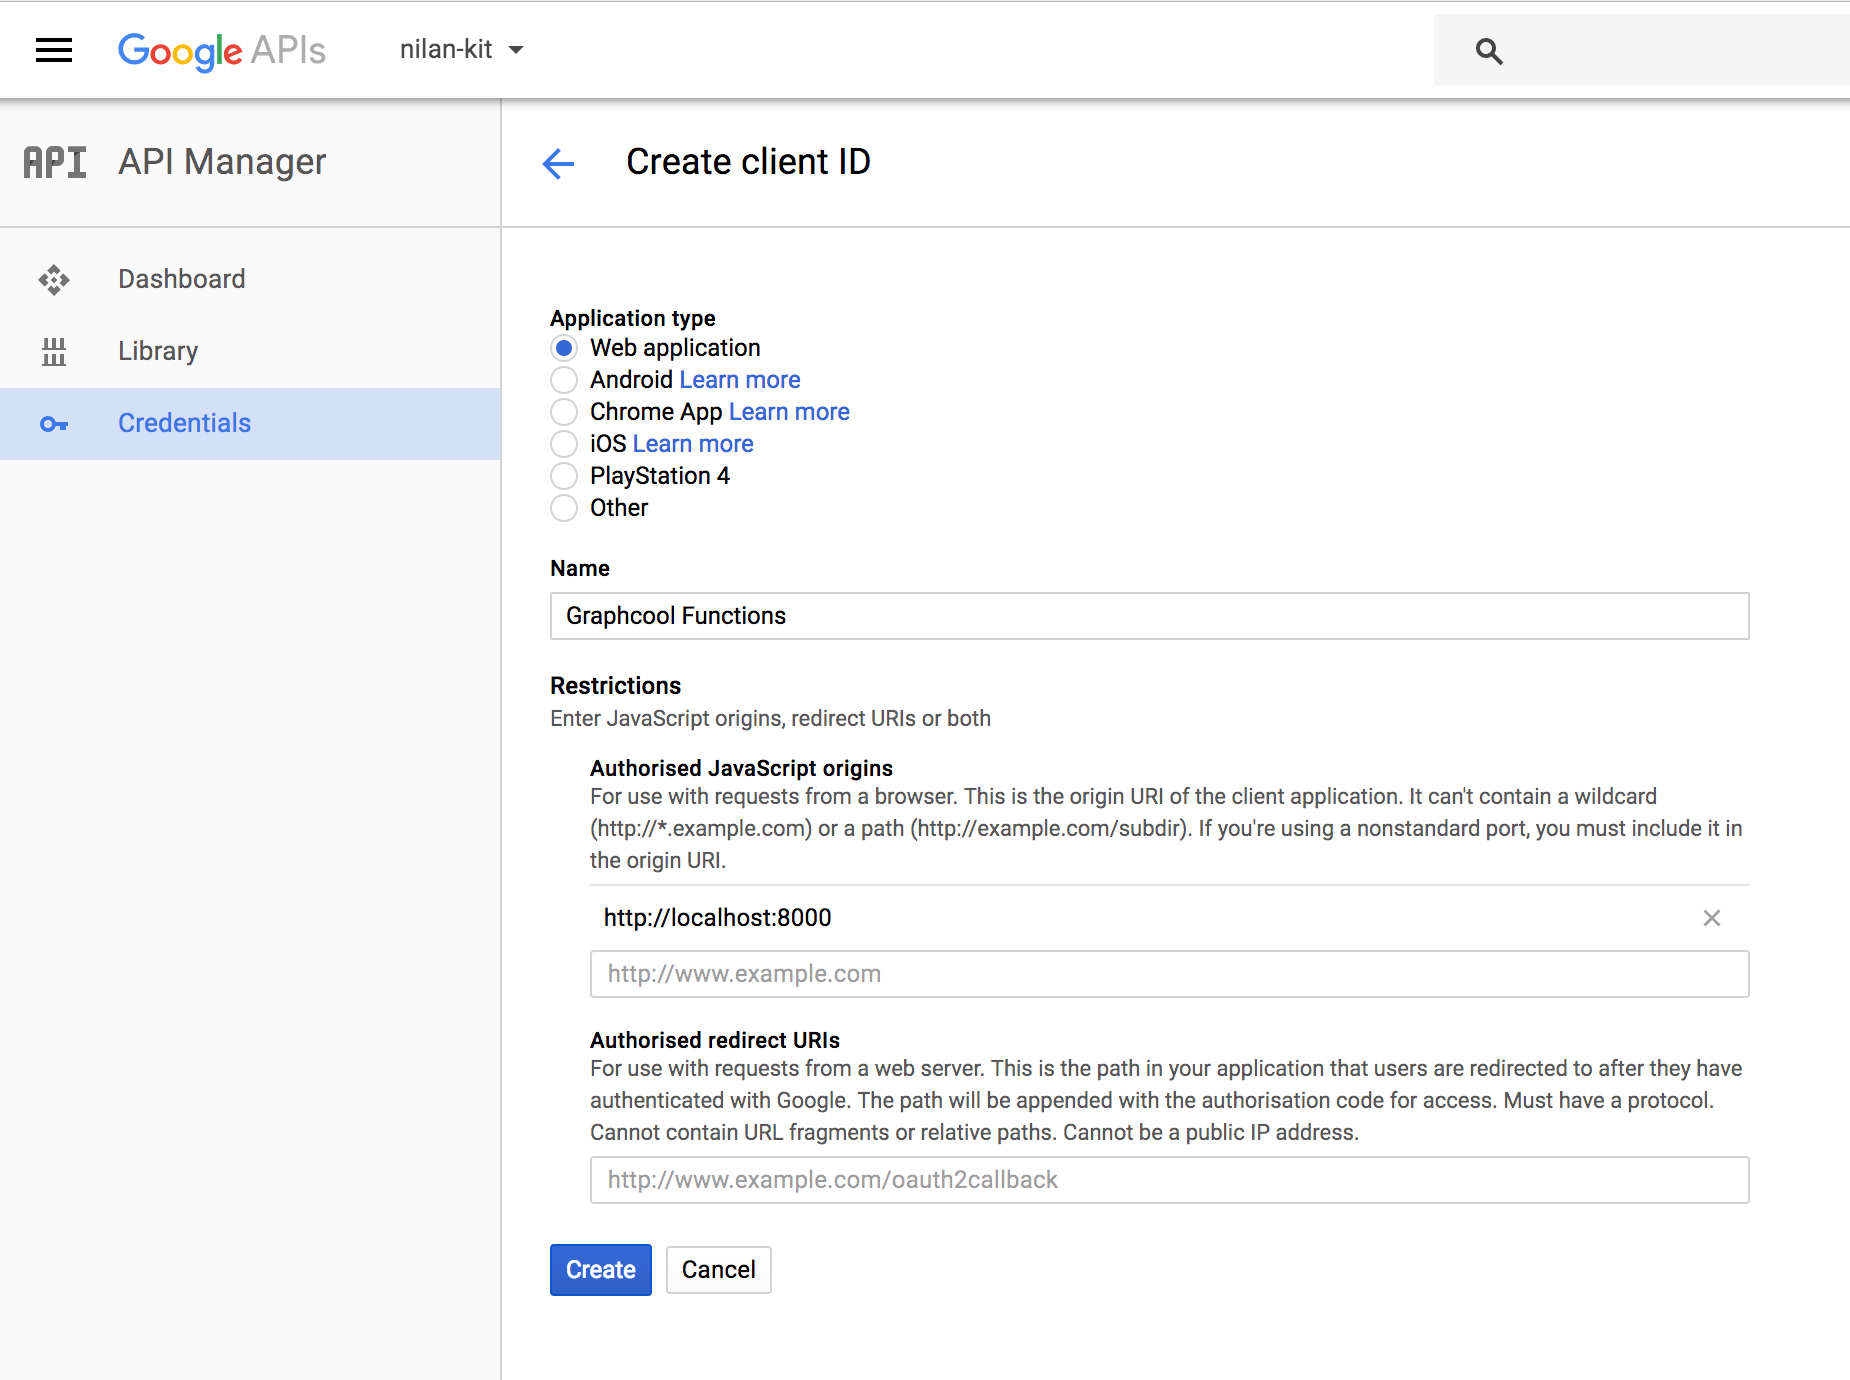 Google APIs
nilan-kit
API API Manager
Create client ID
Dashboard
Library
Credentials
Application type
Web application
Android Learn more
Chrome App Learn more
iOS Learn more
PlayStation 4
Other
Name
Graphcool Functions
Restrictions
Enter JavaScript origins, redirect URIs or both
Authorised JavaScript origins
For use with requests from a browser. This is the origin URI of the client application. It can't contain a wildcard
(http://*.example.com) or a path (http://example.com/subdir). If you're using a nonstandard port, you must include it in
the origin URI.
http://localhost:8000
http://www.example.com
Authorised redirect URIs
For use with requests from a web server. This is the path in your application that users are redirected to after they have
authenticated with Google. The path will be appended with the authorisation code for access. Must have a protocol.
Cannot contain URL fragments or relative paths. Cannot be a public IP address.
http://www.example.com/oauth2callback
Create Cancel